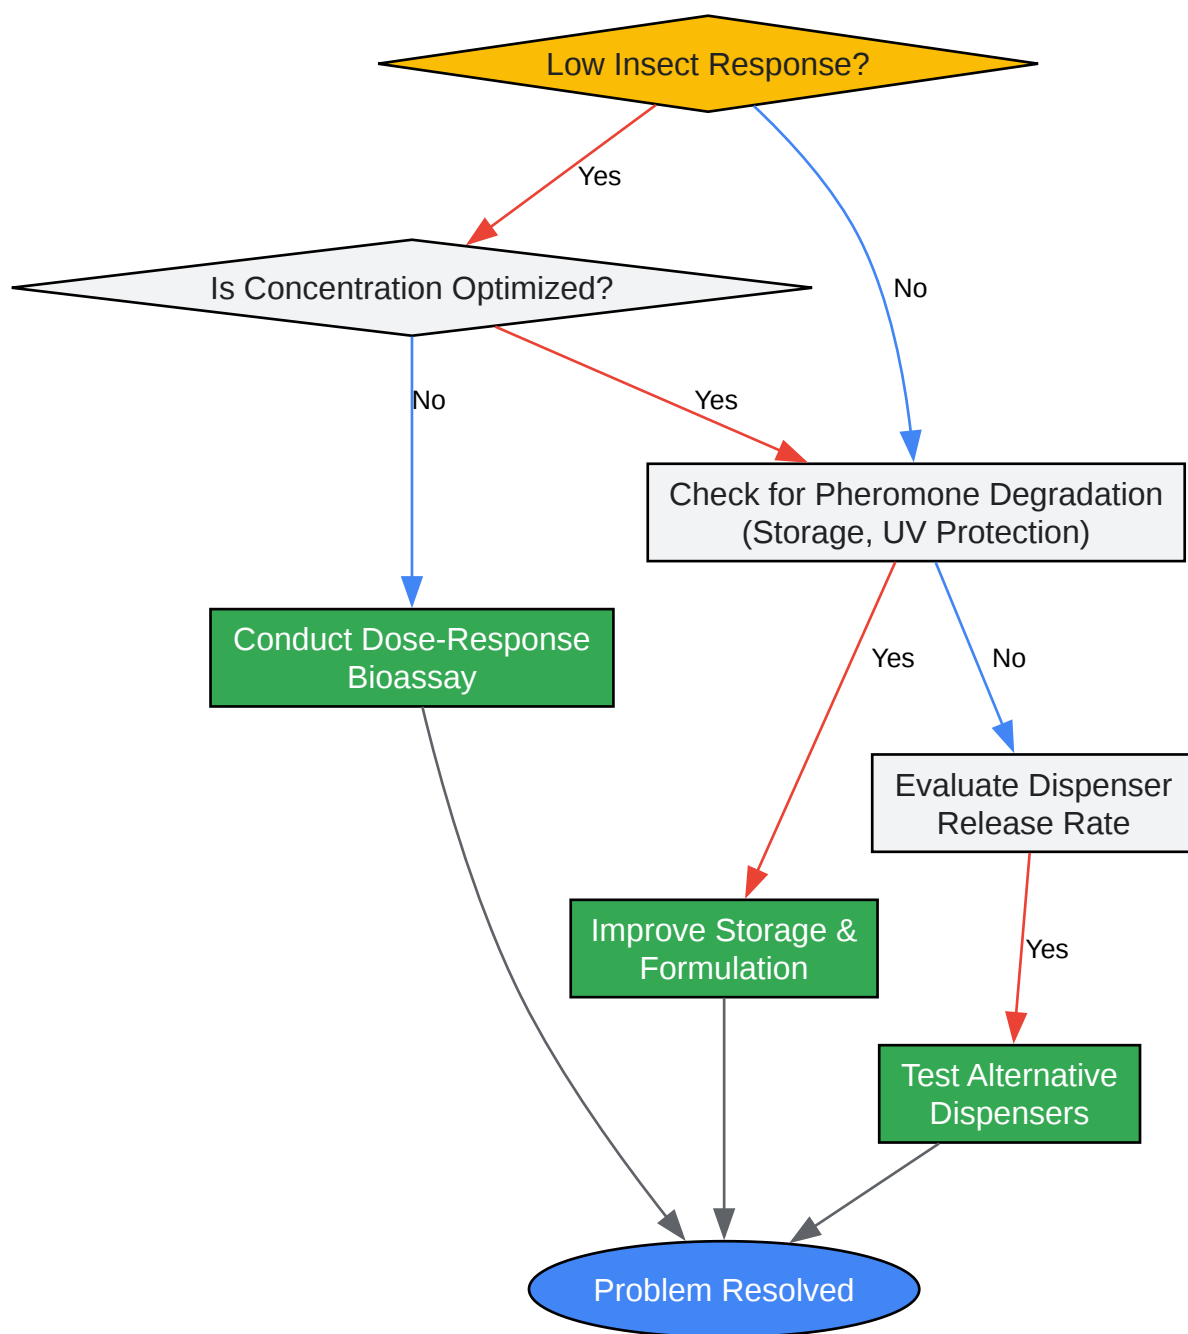 Low Insect Response?
Yes
Is Concentration Optimized?
No
No
Yes
Check for Pheromone Degradation
(Storage, UV Protection)
Conduct Dose-Response
Bioassay
Yes
No
Evaluate Dispenser
Release Rate
Improve Storage &
Formulation
Yes
Test Alternative
Dispensers
Problem Resolved